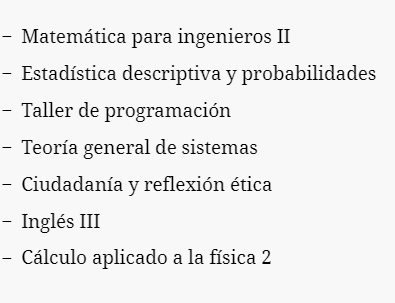 – Matemática para ingenieros II
– Estadística descriptiva y probabilidades
– Taller de programación
– Teoría general de sistemas
– Ciudadanía y reflexión ética
– Inglés III
– Cálculo aplicado a la física 2